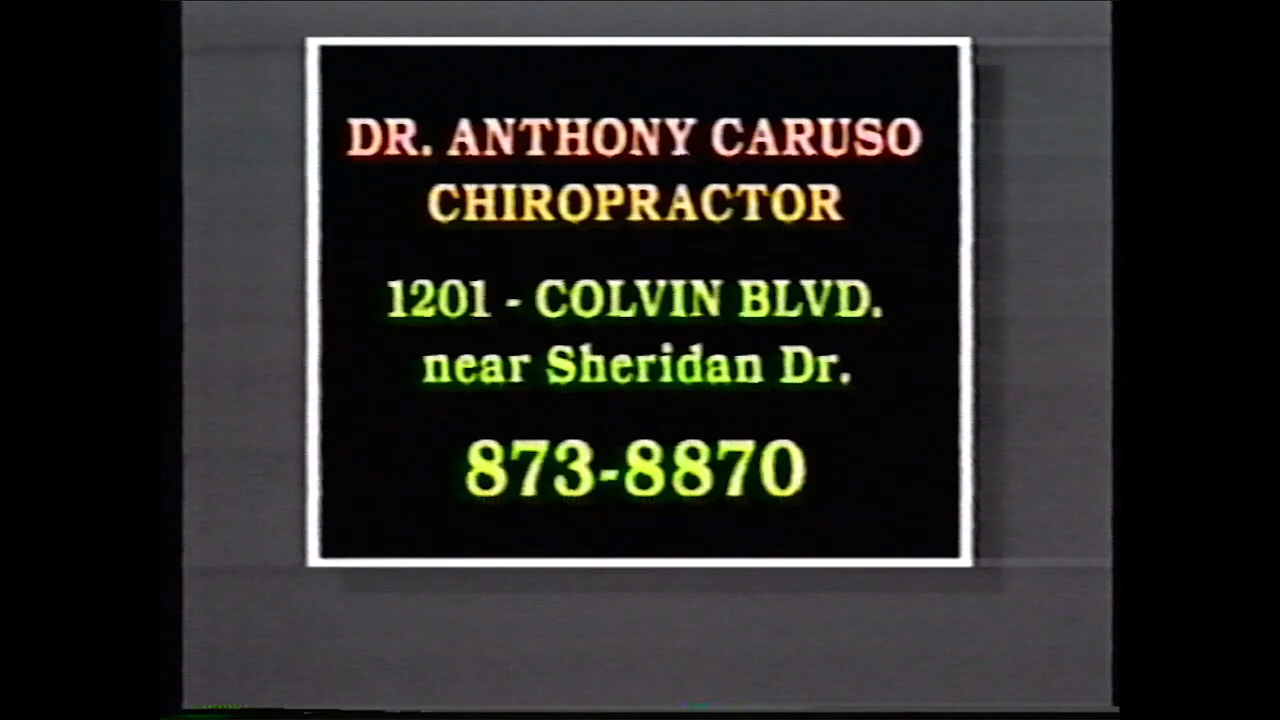 DR. ANTHONY CARUSO
CHIROPRACTOR
1201 - COLVIN BLVD.
near Sheridan Dr.
873-8870